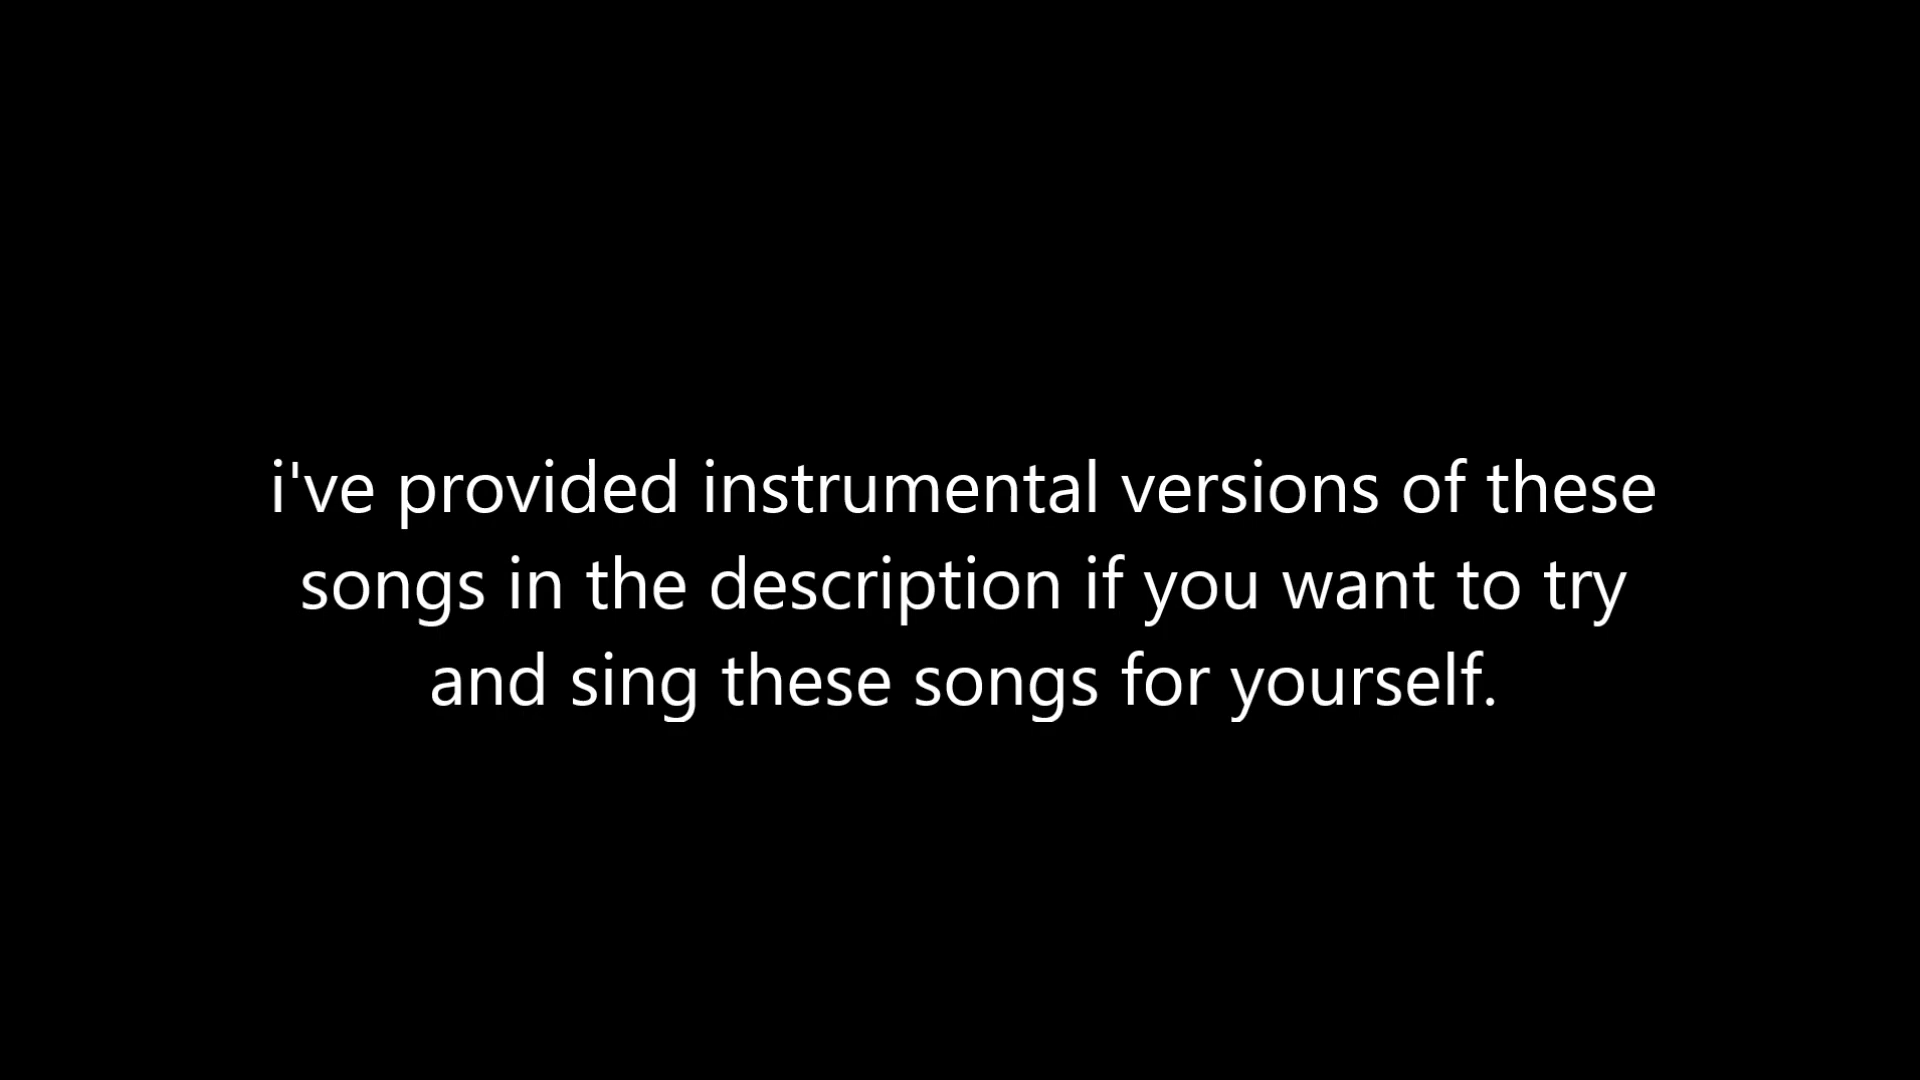 i've provided instrumental versions of these
songs in the description if you want to try
and sing these songs for yourself.